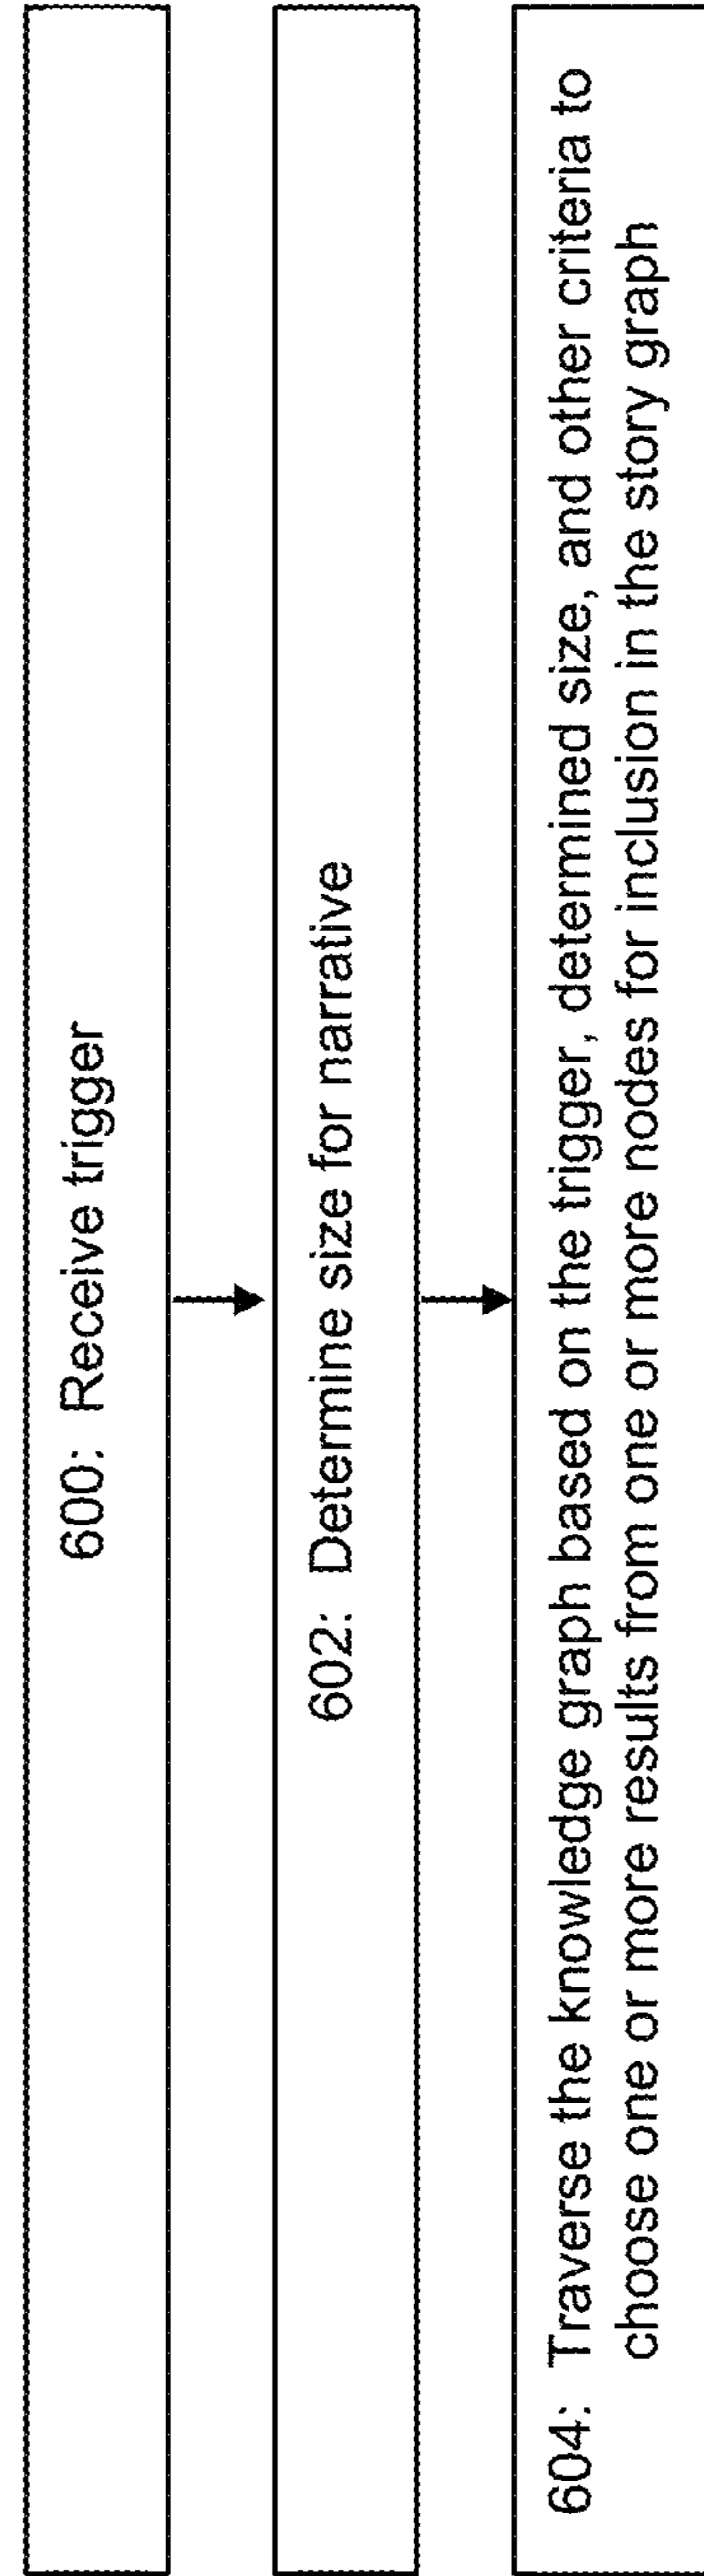 600: Receive trigger
602: Determine size for narrative
604: Traverse the knowledge graph based on the trigger, determined size, and other criteria to
choose one or more results from one or more nodes for inclusion in the story graph